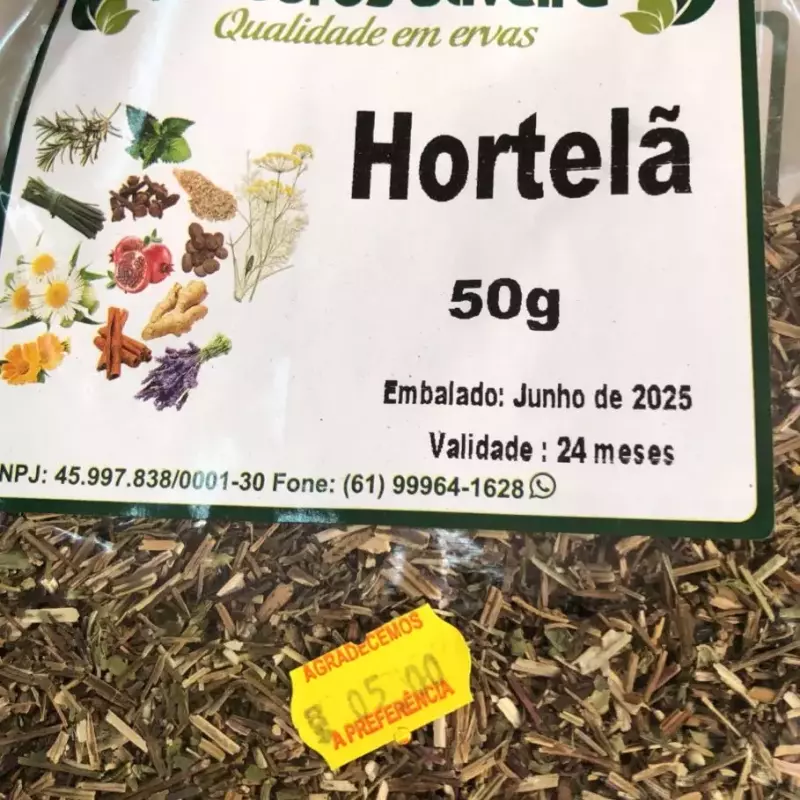 Qualidade em ervas
Hortelã
50g
Embalado: Junho de 2025
Validade : 24 meses
NPJ: 45.997.838/0001-30 Fone: (61) 99964-1628
AGRADECEMOS
05.00
A PREFERÊNCIA